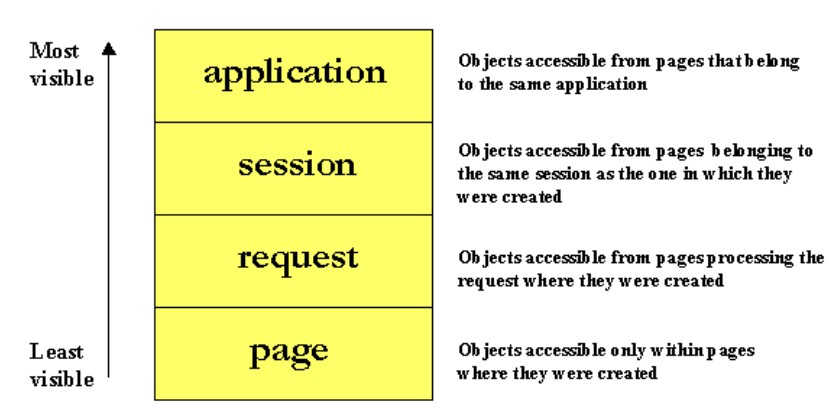 Most
visible
application
Objects accessible from pages that belong
to the same application
session
Objects accessible from pages belonging to
the same session as the one in which they
were created
request
Objects accessible from pages processing the
request where they were created
Least
visible
page
Objects accessible only within pages
where they were created